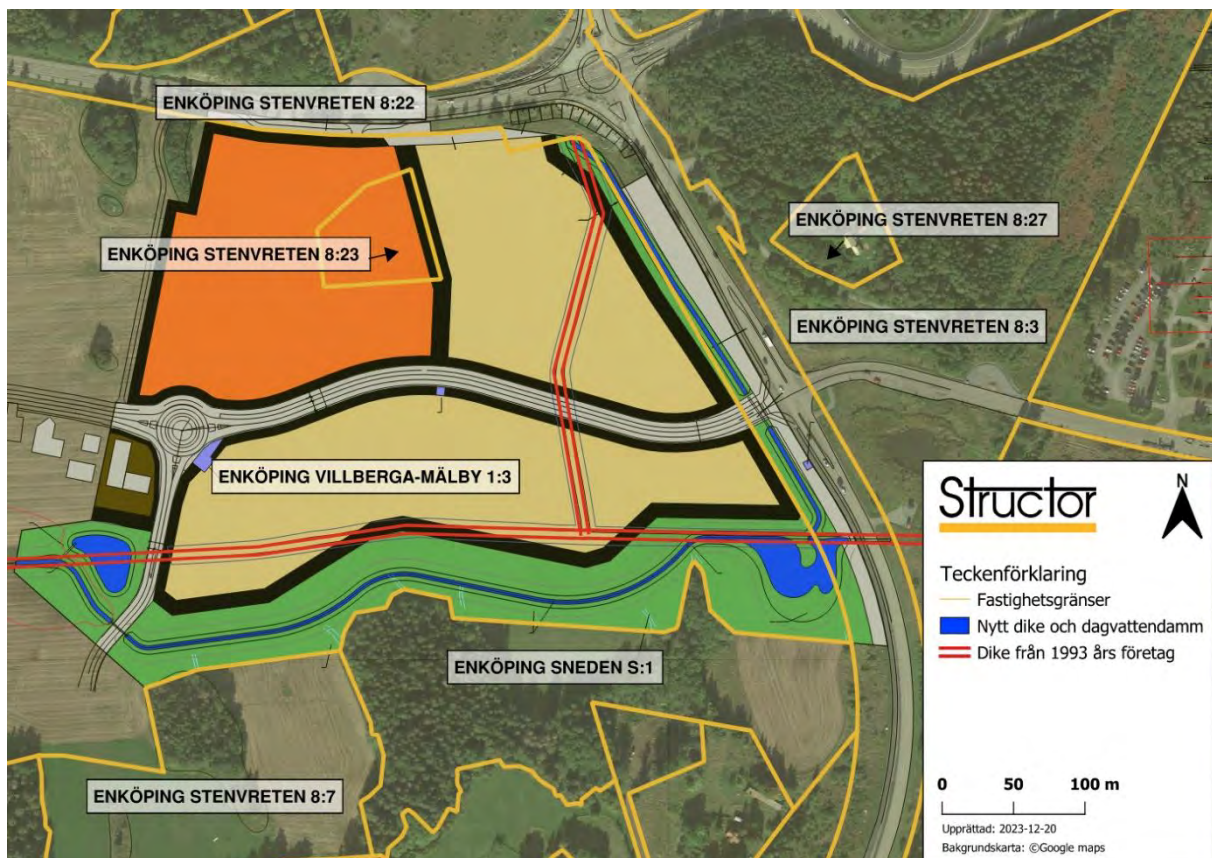 ENKÖPING STENVRETEN 8:22
ENKÖPING STENVRETEN 8:27
ENKÖPING STENVRETEN 8:23
ENKÖPING STENVRETEN 8:3
ENKÖPING VILLBERGA-MÄLBY 1:3
ENKÖPING SNEDEN S:1
ENKÖPING STENVRETEN 8:7
Structor
N
Teckenförklaring
Fastighetsgränser
Nytt dike och dagvattendamm
Dike från 1993 års företag
0 50 100 m
Upprättad: 2023-12-20
Bakgrundskarta: ©Google maps